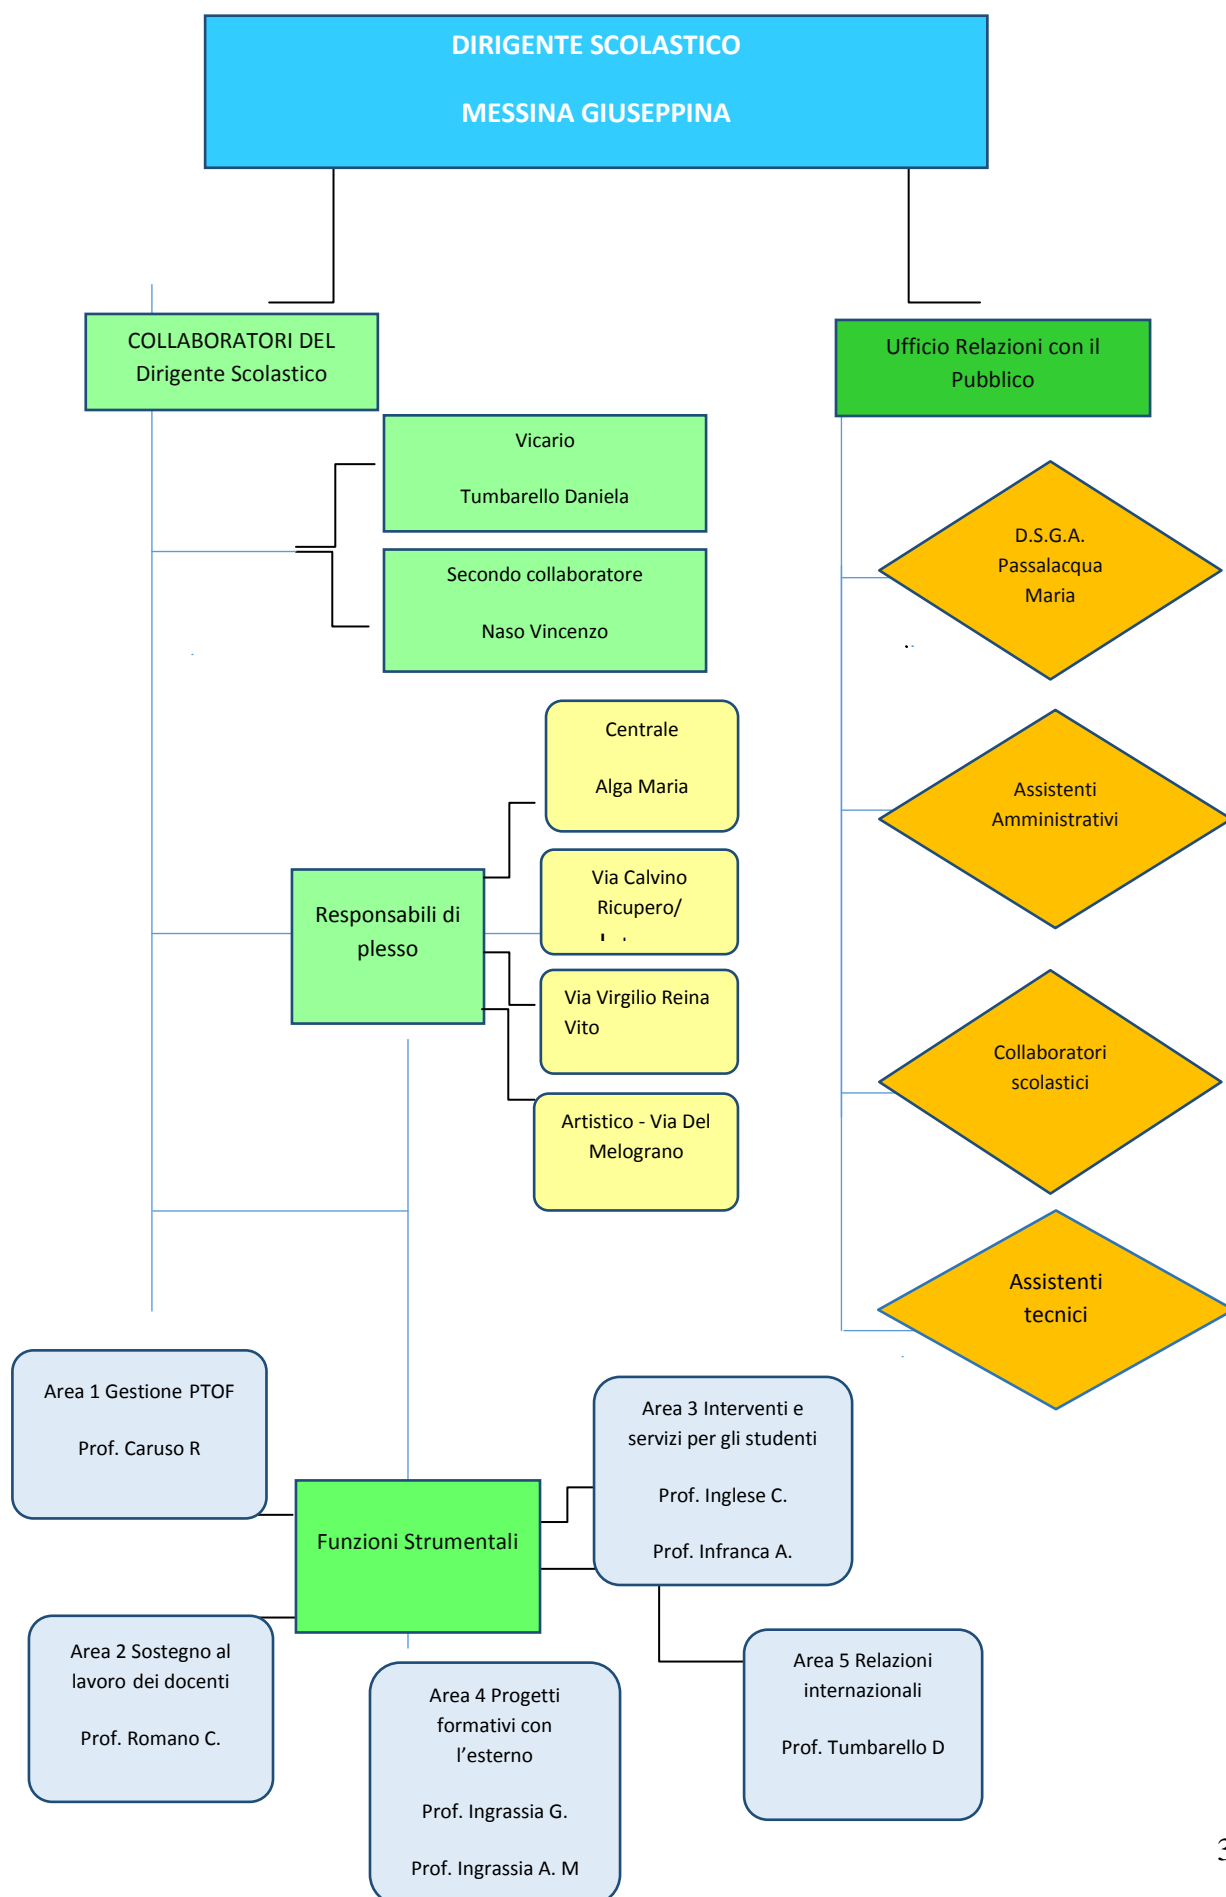 DIRIGENTE SCOLASTICO
MESSINA GIUSEPPINA
COLLABORATORI DEL
Dirigente Scolastico
Ufficio Relazioni con il
Pubblico
Vicario
Tumbarello Daniela
Secondo collaboratore
Naso Vincenzo
D.S.G.A.
Passalacqua
Maria
Centrale
Alga Maria
Assistenti
Amministrativi
Responsabili di
plesso
Via Calvino
Ricupero/
Via Virgilio Reina
Vito
Artistico - Via Del
Melograno
Collaboratori
scolastici
Assistenti
tecnici
Area 1 Gestione PTOF
Prof. Caruso R
Area 3 Interventi e
servizi per gli studenti
Prof. Inglese C.
Prof. Infranca A.
Funzioni Strumentali
Area 2 Sostegno al
lavoro dei docenti
Prof. Romano C.
Area 4 Progetti
formativi con
l’esterno
Prof. Ingrassia G.
Prof. Ingrassia A. M
Area 5 Relazioni
internazionali
Prof. Tumbarello D